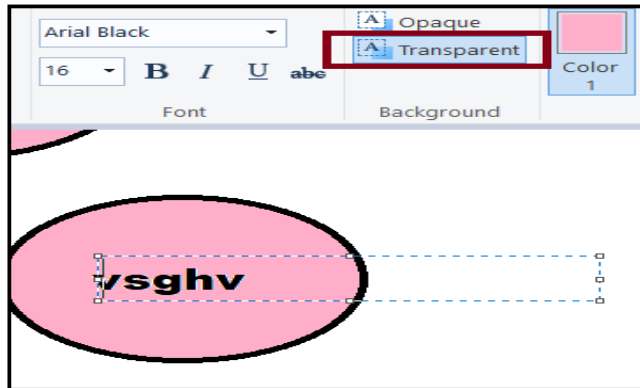 Arial Black
Opaque
Transparent
16
B I U abc
Color
1
Font
Background
vsghv